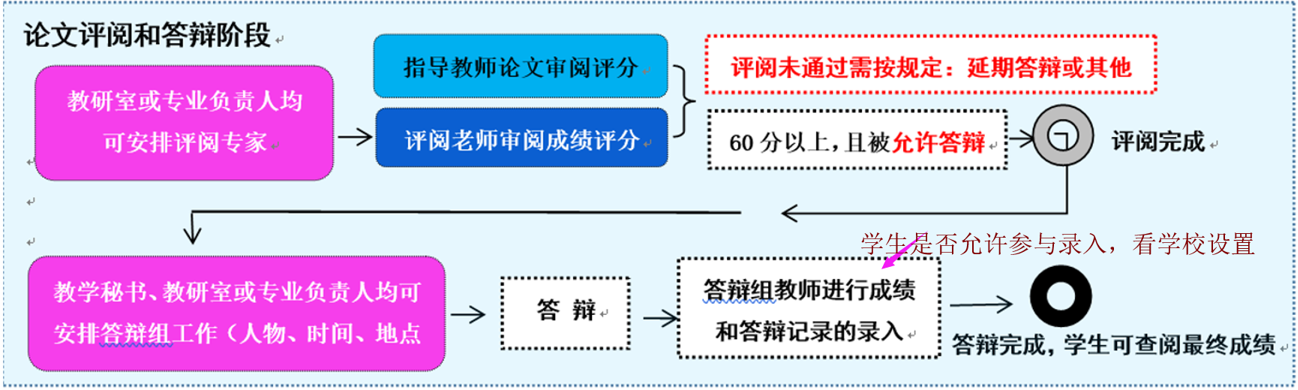 论文评阅和答辩阶段
教研室或专业负责人均
可安排评阅专家
指导教师论文审阅评分
评阅老师审阅成绩评分
评阅未通过需按规定：延期答辩或其他
60分以上，且被允许答辩
评阅完成
学生是否允许参与录入，看学校设置
教学秘书、教研室或专业负责人均可
安排答辩组工作（人物、时间、地点
答 辩
答辩组教师进行成绩
和答辩记录的录入
答辩完成，学生可查阅最终成绩